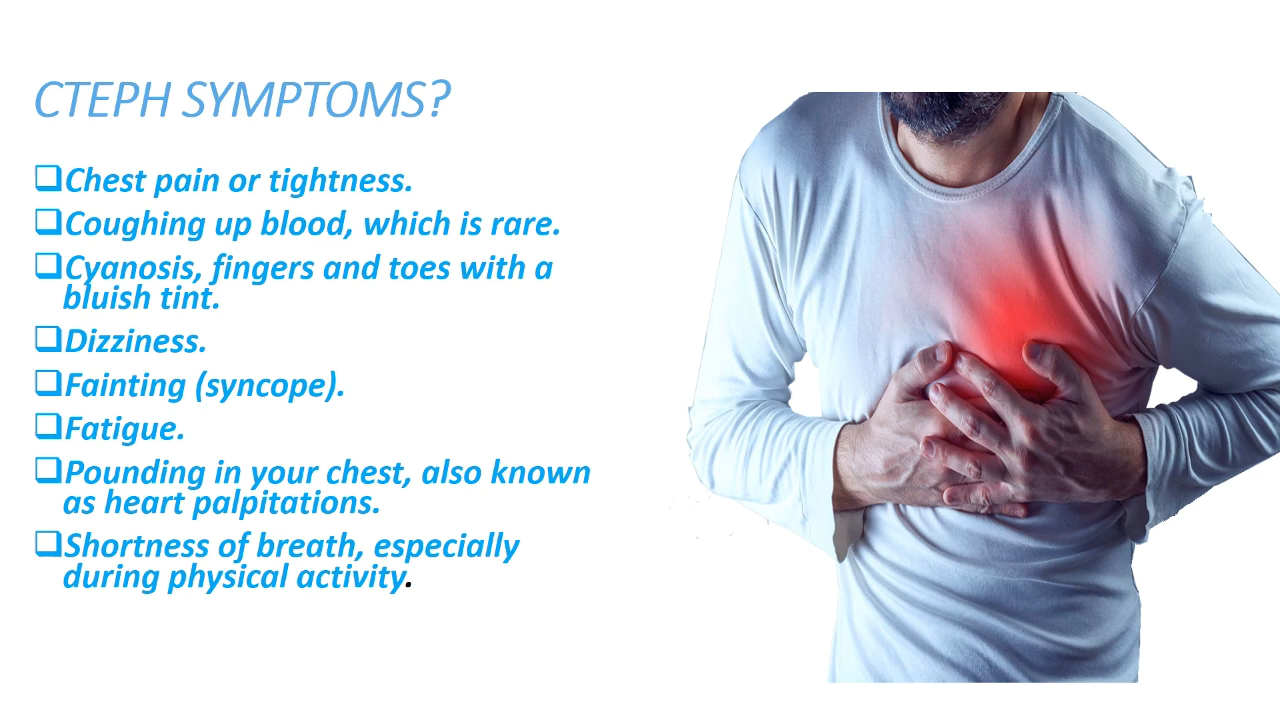 CTEPH SYMPTOMS?
❑Chest pain or tightness.
❑Coughing up blood, which is rare.
❑Cyanosis, fingers and toes with a
bluish tint.
❑Dizziness.
❑Fainting (syncope).
❑Fatigue.
❑Pounding in your chest, also known
as heart palpitations.
❑Shortness of breath, especially
during physical activity.